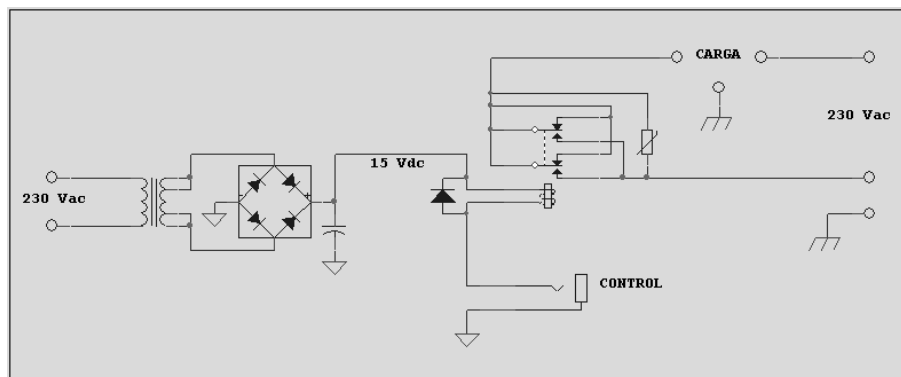 CARGA
230 Vac
15 Vdc
230 Vac
CONTROL